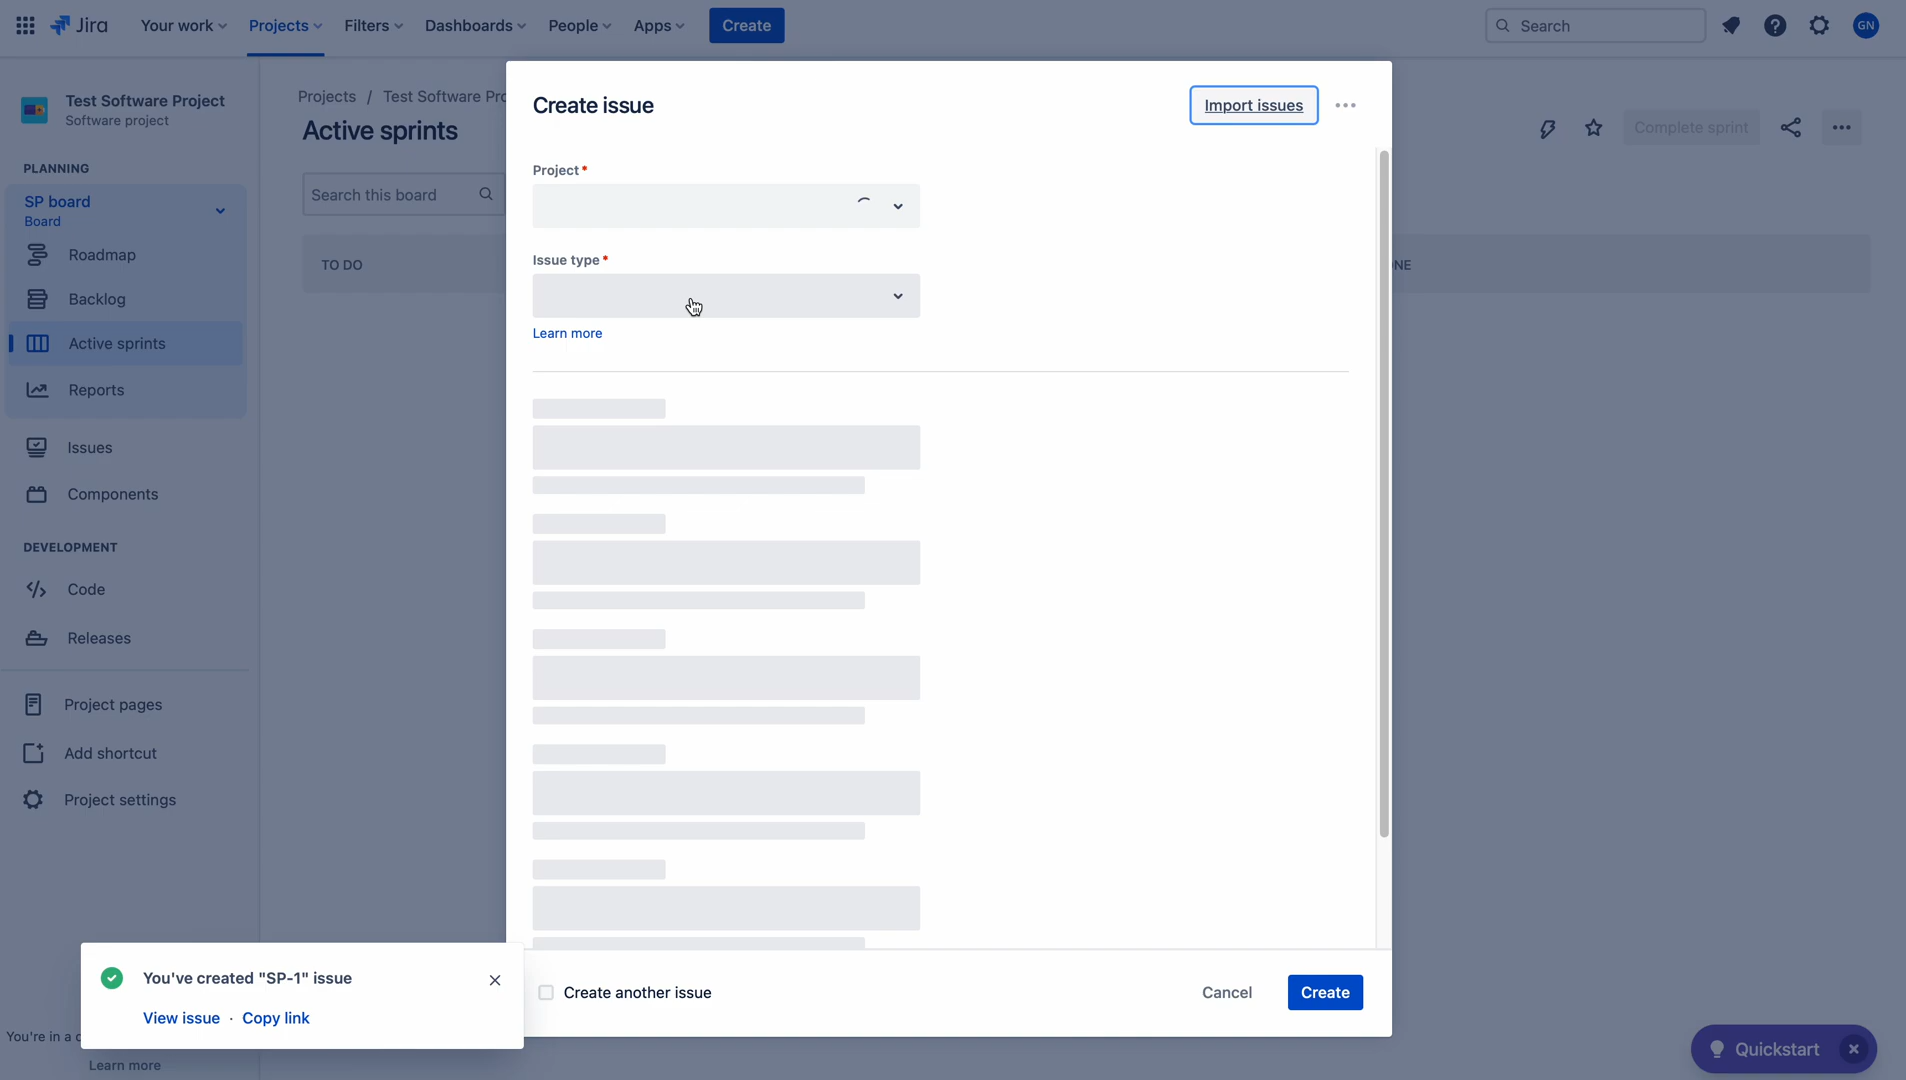 Jira
Your work
Projects
Filters
Dashboards
People
Apps
Create
Search
GN
Test Software Project
Software project
PLANNING
SP board
Board
Roadmap
Backlog
Active sprints
Reports
Issues
Components
DEVELOPMENT
Code
Releases
Project pages
Add shortcut
Project settings
You're in a
Learn more
Projects / Test Software
Active sprints
Complete sprint
Search this board
TO DO
NE
Create issue
Import issues
Project *
Issue type *
Learn more
Create another issue
Cancel
Create
You've created "SP-1" issue
View issue · Copy link
Quickstart